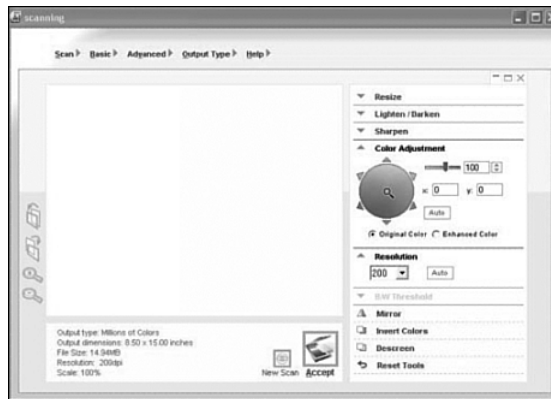 scanning
Scan Basic Advanced Output Type Help
Resize
Lighten / Darken
Sharpen
Color Adjustment
100
x: 0 y: 0
Auto
Original Color Enhanced Color
Resolution
200 Auto
B&W Threshold
Mirror
Invert Colors
Descreen
Reset Tools
Output type: Millions of Colors
Output dimensions: 8.50 x 15.00 inches
File Size: 14.94MB
Resolution: 200dpi
Scale: 100%
New Scan Accept